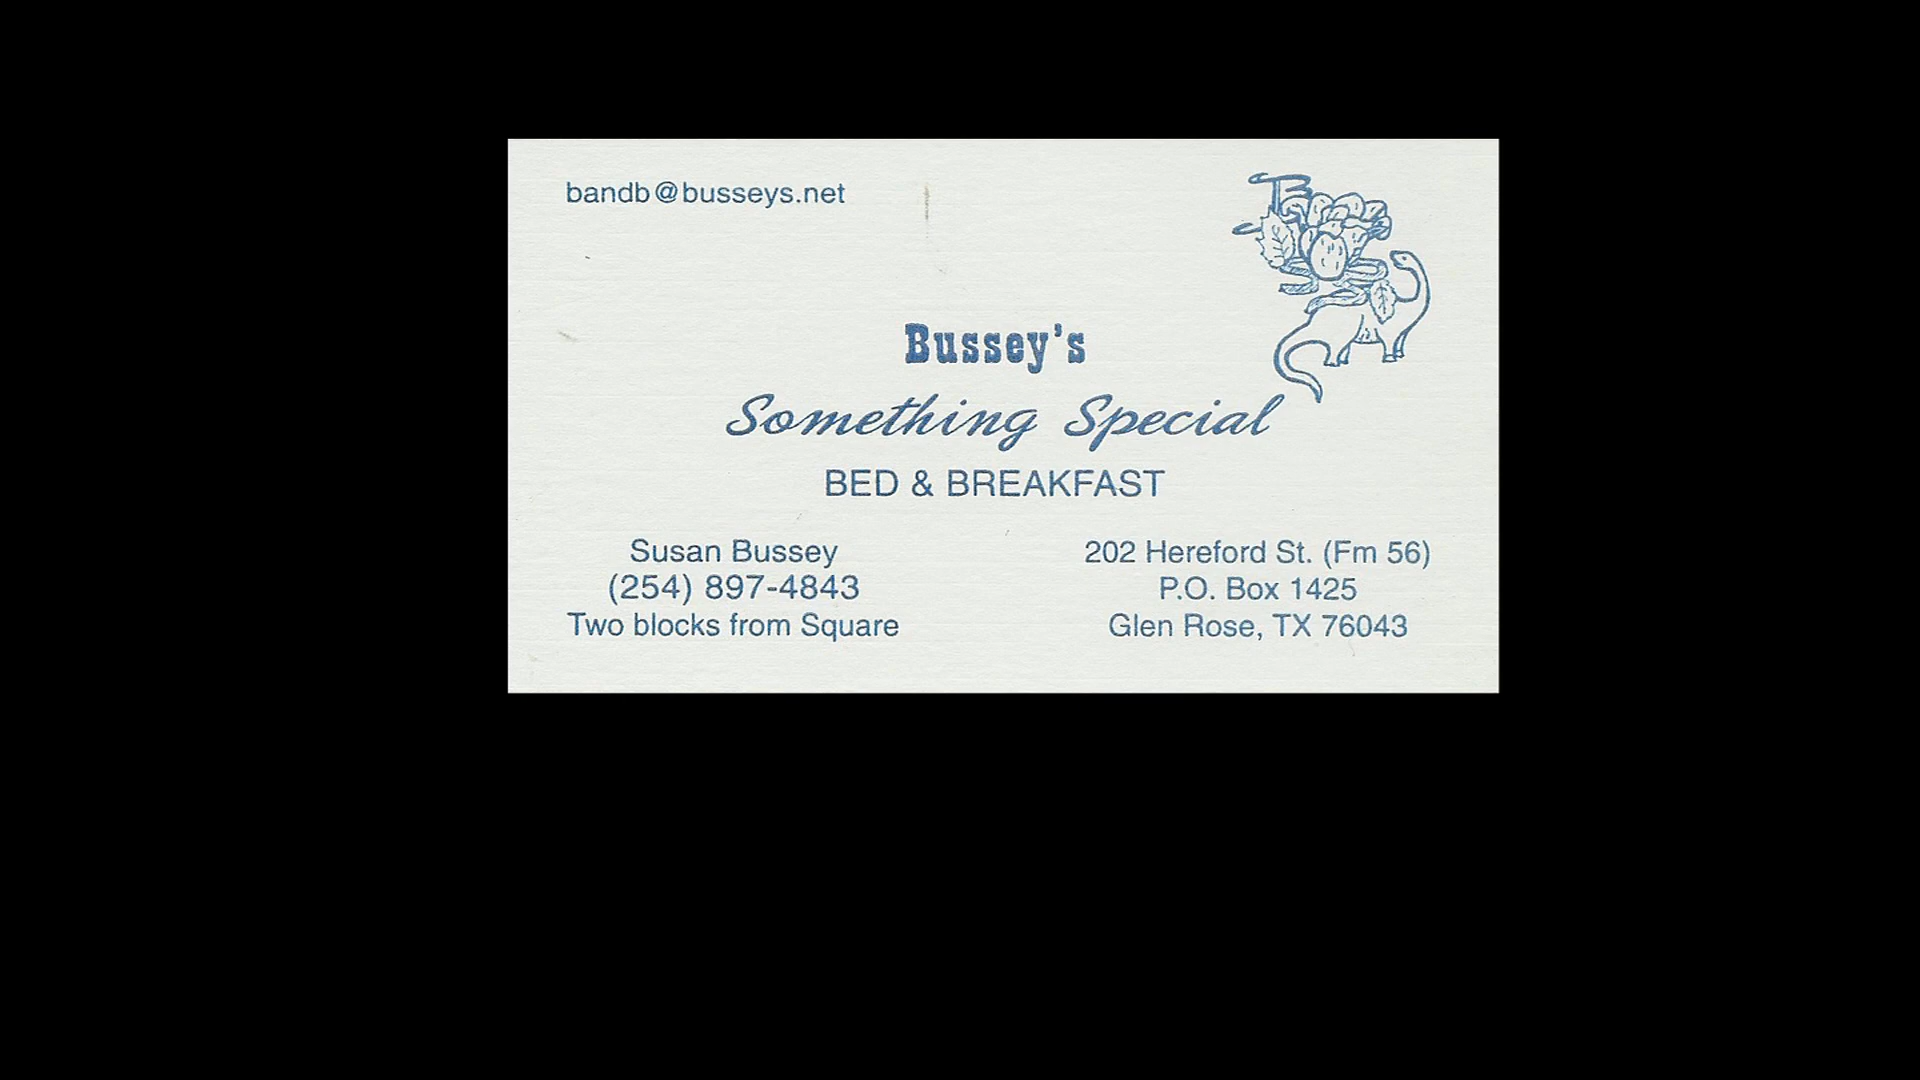 bandb@busseys.net
Bussey's
Something Special
BED & BREAKFAST
Susan Bussey
(254) 897-4843
Two blocks from Square
202 Hereford St. (Fm 56)
P.O. Box 1425
Glen Rose, TX 76043